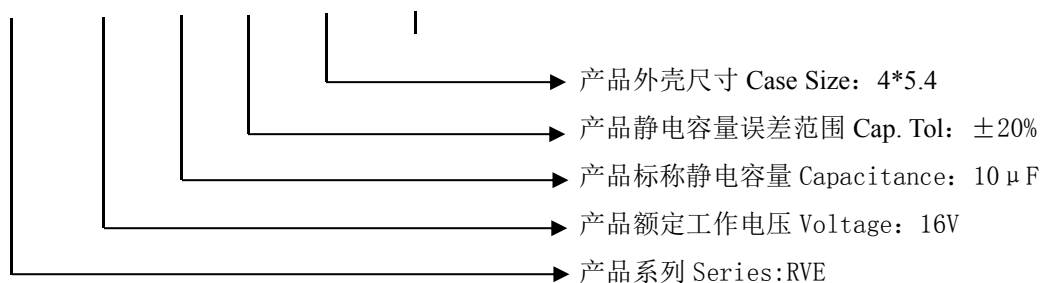 产品外壳尺寸 Case Size：4*5.4
产品静电容量误差范围 Cap. Tol：±20%
产品标称静电容量 Capacitance：10μF
产品额定工作电压 Voltage：16V
产品系列 Series:RVE